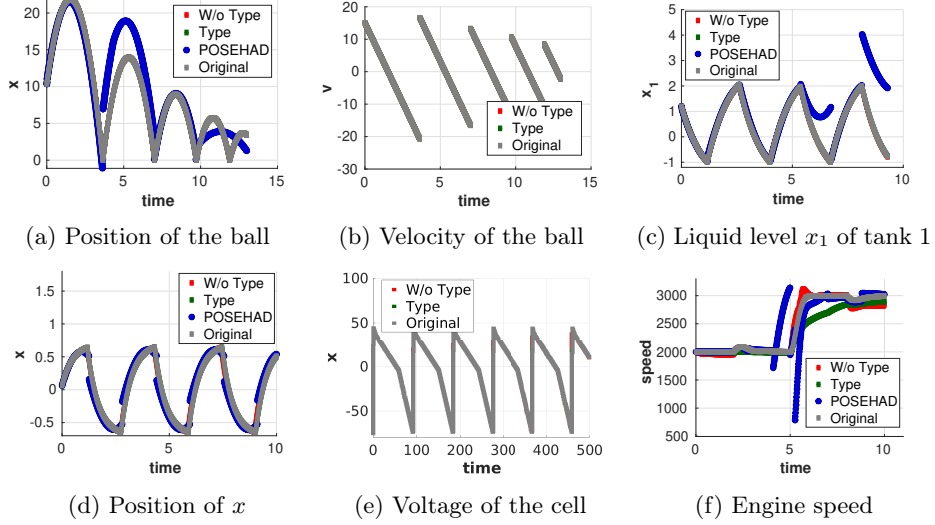 20
15
10
5
0
x
0 5 10 15
time
W/o Type
Type
POSEHAD
Original
(a) Position of the ball
20
10
0
-10
-20
-30
v
0 5 10 15
time
W/o Type
Type
Original
(b) Velocity of the ball
5
4
3
2
1
0
-1
x1
0 5 10
time
W/o Type
Type
POSEHAD
Original
(c) Liquid level x1 of tank 1
1.5
1
0.5
0
-0.5
x
0 5 10
time
W/o Type
Type
POSEHAD
Original
(d) Position of x
100
50
0
-50
x
0 100 200 300 400 500
time
W/o Type
Type
Original
(e) Voltage of the cell
3000
2500
2000
1500
1000
500
speed
0 5 10
time
W/o Type
Type
POSEHAD
Original
(f) Engine speed